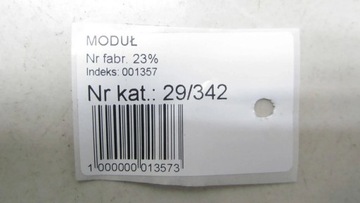 MODUŁ
Nr fabr. 23%
Indeks: 001357
Nr kat.: 29/342
1 000000 013573